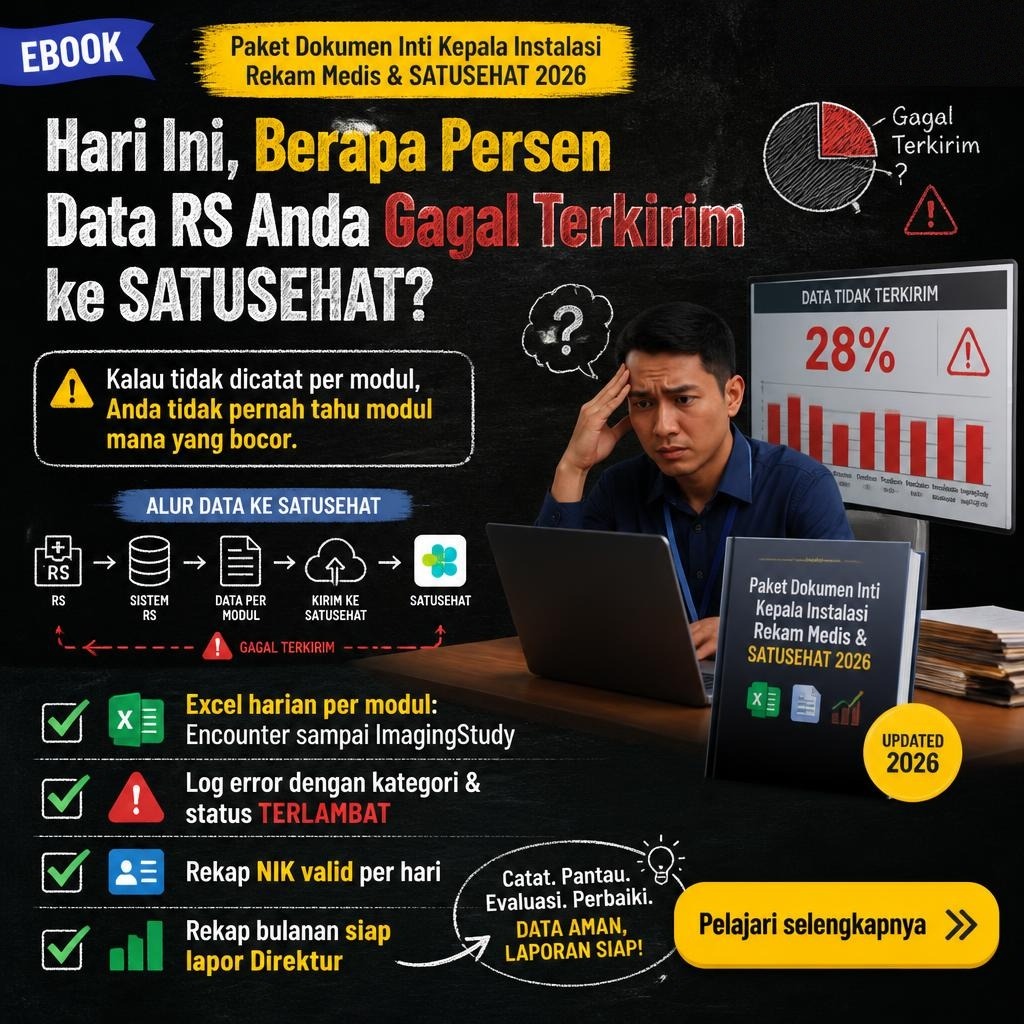 EBOOK
Paket Dokumen Inti Kepala Instalasi
Rekam Medis & SATUSEHAT 2026
Hari Ini, Berapa Persen
Data RS Anda Gagal Terkirim
ke SATUSEHAT?
Gagal
Terkirim
?
!
?
DATA TIDAK TERKIRIM
28%
!
! Kalau tidak dicatat per modul,
Anda tidak pernah tahu modul
mana yang bocor.
ALUR DATA KE SATUSEHAT
RS
RS
SISTEM
RS
DATA PER
MODUL
KIRIM KE
SATUSEHAT
SATUSEHAT
! GAGAL TERKIRIM
Paket Dokumen Inti
Kepala Instalasi
Rekam Medis &
SATUSEHAT 2026
X
UPDATED
2026
X
Excel harian per modul:
Encounter sampai ImagingStudy
!
Log error dengan kategori &
status TERLAMBAT
Rekap NIK valid per hari
Rekap bulanan siap
lapor Direktur
Catat. Pantau.
Evaluasi. Perbaiki.
DATA AMAN,
LAPORAN SIAP!
Pelajari selengkapnya